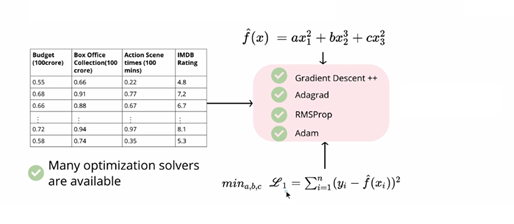 f̂(x) = ax₁² + bx₂³ + cx₃²
Budget (100crore) Box Office Collection(100 crore) Action Scene times (100 mins) IMDB Rating
0.55 0.66 0.22 4.8
0.68 0.91 0.77 7,2
0.66 0.88 0.67 6.7
⋮ ⋮ ⋮ ⋮
0.72 0.94 0.97 8.1
0.58 0.74 0.35 5.3
Gradient Descent ++
Adagrad
RMSProp
Adam
Many optimization solvers
are available
min_{a,b,c} ℒ₁ = Σᵢ₌₁ⁿ (yᵢ − f̂(xᵢ))²